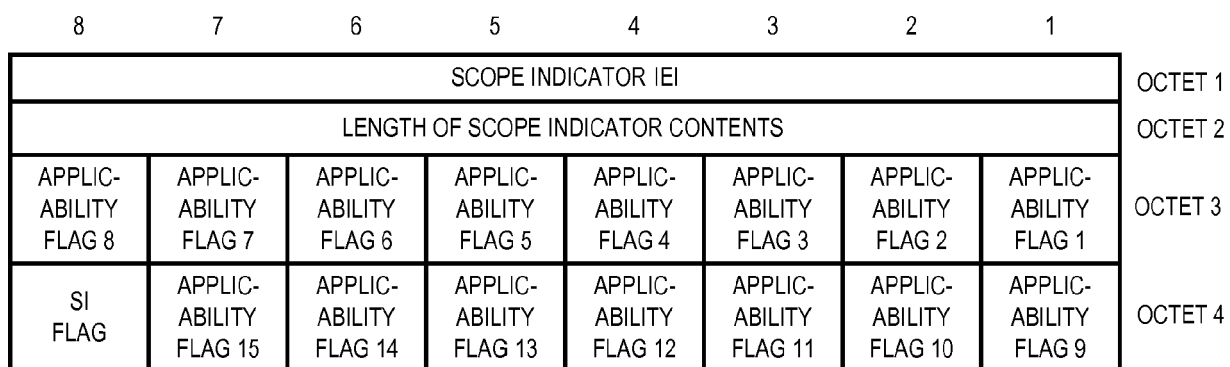 8 7 6 5 4 3 2 1
SCOPE INDICATOR IEI OCTET 1
LENGTH OF SCOPE INDICATOR CONTENTS OCTET 2
APPLIC- APPLIC- APPLIC- APPLIC- APPLIC- APPLIC- APPLIC- APPLIC-
ABILITY ABILITY ABILITY ABILITY ABILITY ABILITY ABILITY ABILITY OCTET 3
FLAG 8 FLAG 7 FLAG 6 FLAG 5 FLAG 4 FLAG 3 FLAG 2 FLAG 1
SI APPLIC- APPLIC- APPLIC- APPLIC- APPLIC- APPLIC- APPLIC-
FLAG ABILITY ABILITY ABILITY ABILITY ABILITY ABILITY ABILITY OCTET 4
FLAG 15 FLAG 14 FLAG 13 FLAG 12 FLAG 11 FLAG 10 FLAG 9